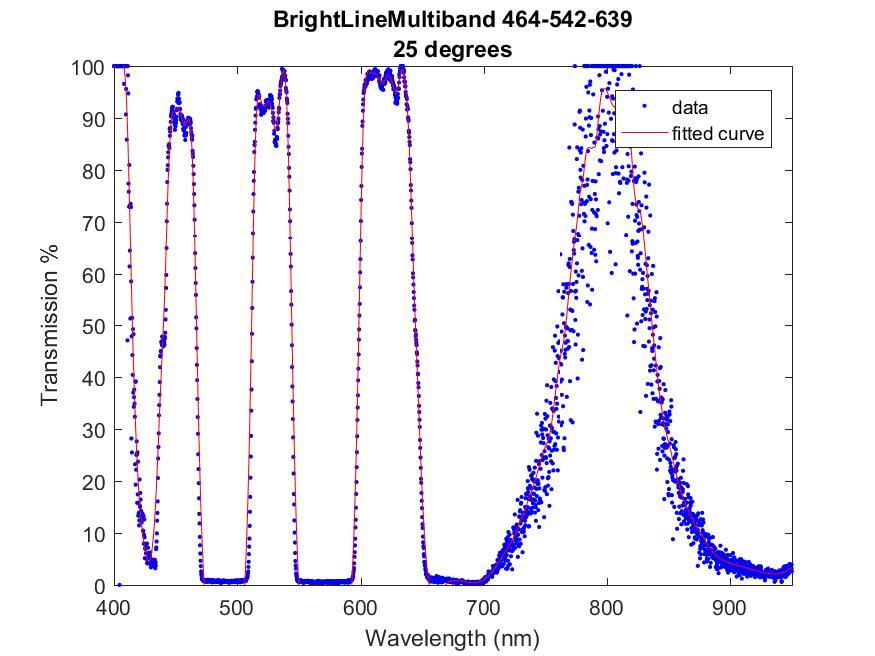 BrightLineMultiband 464-542-639
25 degrees
100
90
80
70
60
50
40
30
20
10
0
Transmission %
data
fitted curve
400
500
600
700
800
900
Wavelength (nm)